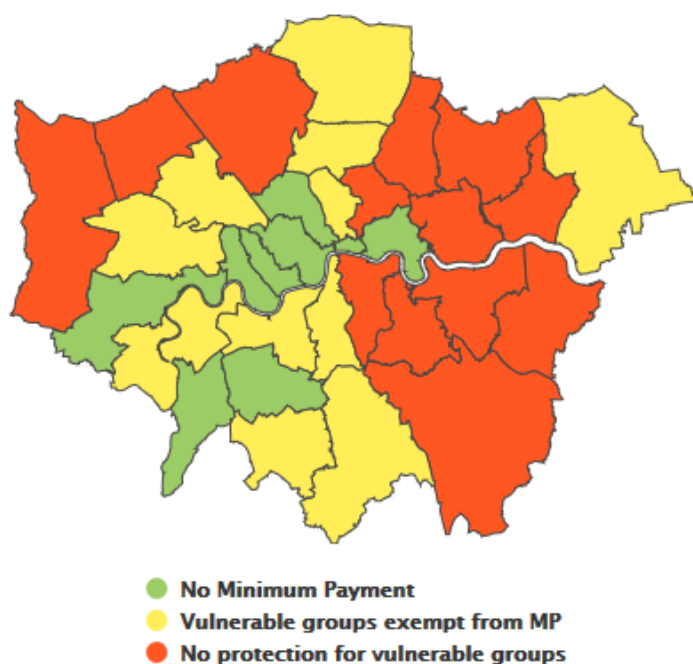 No Minimum Payment
Vulnerable groups exempt from MP
No protection for vulnerable groups